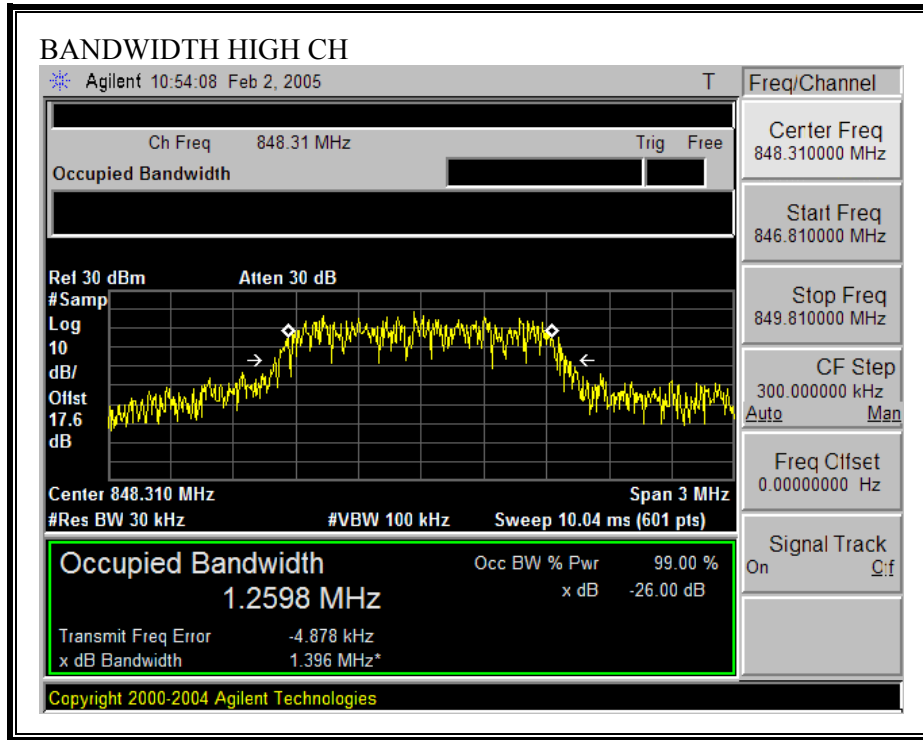 BANDWIDTH HIGH CH
Agilent 10:54:08 Feb 2, 2005 T
Freq/Channel
Ch Freq 848.31 MHz Trig Free
Occupied Bandwidth
Center Freq
848.310000 MHz
Start Freq
846.810000 MHz
Stop Freq
849.810000 MHz
CF Step
300.000000 kHz
Auto Man
Freq Offset
0.00000000 Hz
Signal Track
On Off
Ref 30 dBm Atten 30 dB
#Samp
Log
10
dB/
Offst
17.6
dB
Center 848.310 MHz Span 3 MHz
#Res BW 30 kHz #VBW 100 kHz Sweep 10.04 ms (601 pts)
Occupied Bandwidth
1.2598 MHz
Occ BW % Pwr 99.00 %
x dB -26.00 dB
Transmit Freq Error -4.878 kHz
x dB Bandwidth 1.396 MHz*
Copyright 2000-2004 Agilent Technologies